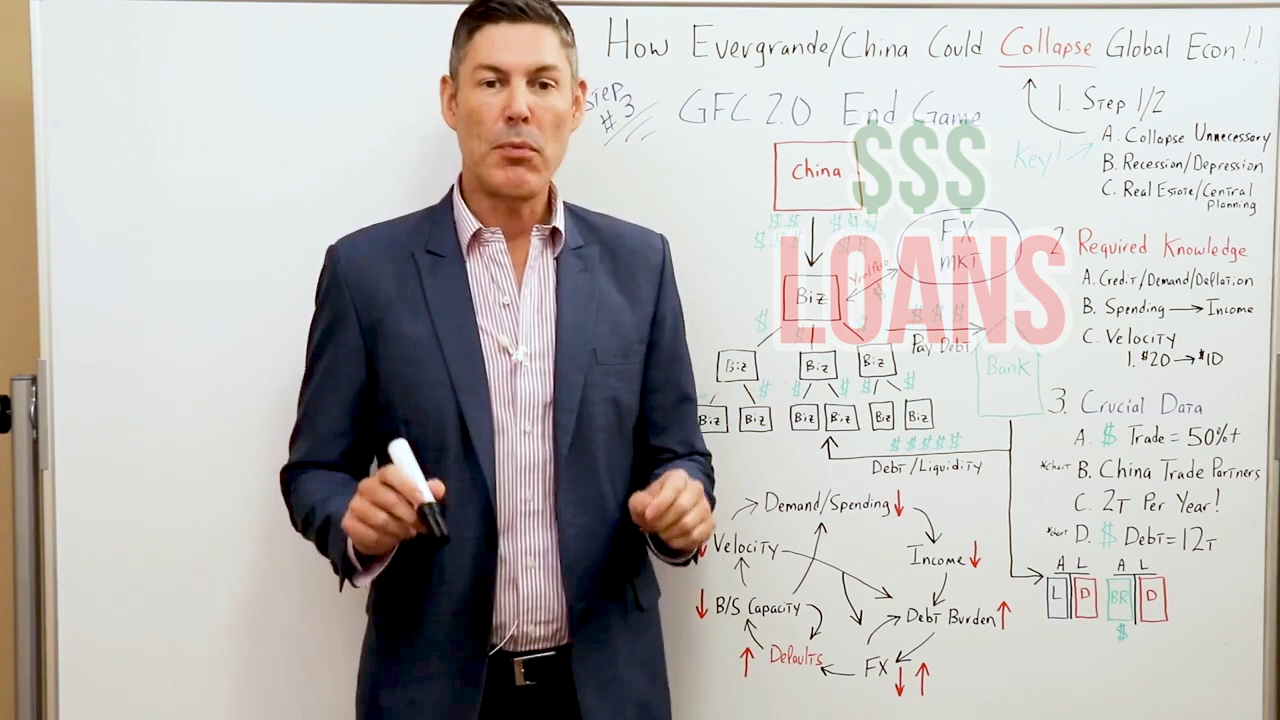 How Evergrande/China Could Collapse Global Econ!!
Step
#3
GFC 2.0 End Game
$$$
LOANS
China
$$ $$
$$ $$
FX
mkt
Biz
$
$ $ $
Pay Debt
Bank
$
Biz Biz Biz
$ $ $ $ $
Biz Biz Biz Biz Biz Biz
$$$$$
Debt/Liquidity
Demand/Spending
Velocity
Income
B/S Capacity
Debt Burden
Defaults
FX
Key!
1. Step 1/2
A. Collapse Unnecessary
B. Recession/Depression
C. Real Estate/Central
Planning
2 Required Knowledge
A. Credit/Demand/Deflation
B. Spending → Income
C. Velocity
1. $20 → $10
3. Crucial Data
A. $ Trade = 50%+
*chart B. China Trade Partners
C. 2T Per Year!
*chart D. $ Debt = 12T
A L A L
L D BR D
$